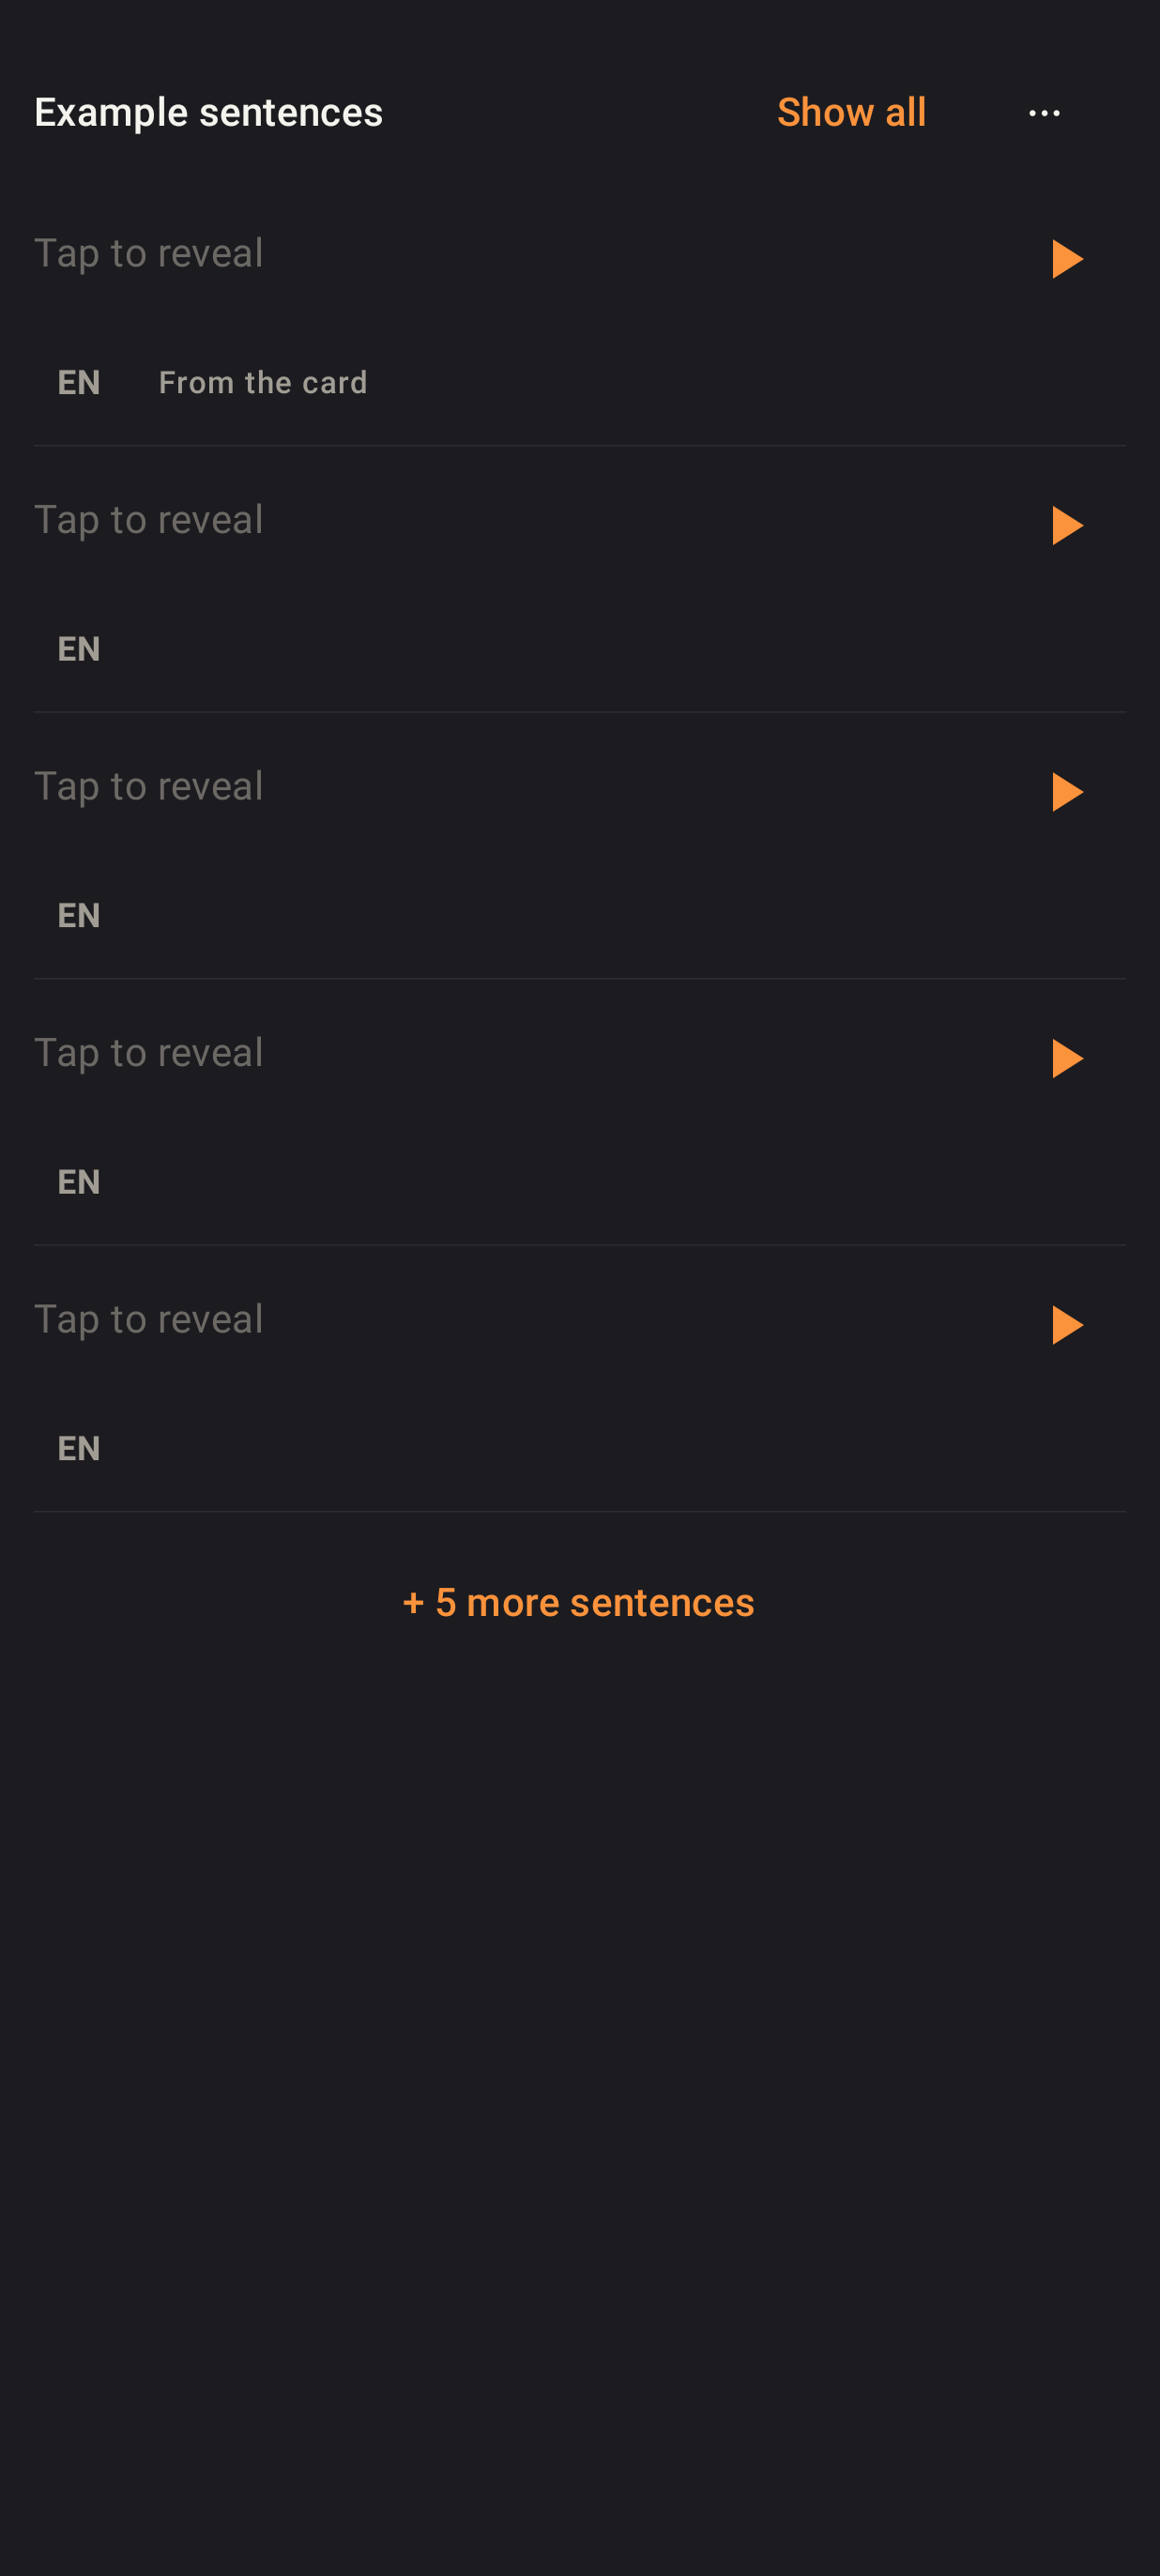 Example sentences Show all ...
Tap to reveal
EN From the card
Tap to reveal
EN
Tap to reveal
EN
Tap to reveal
EN
Tap to reveal
EN
+ 5 more sentences